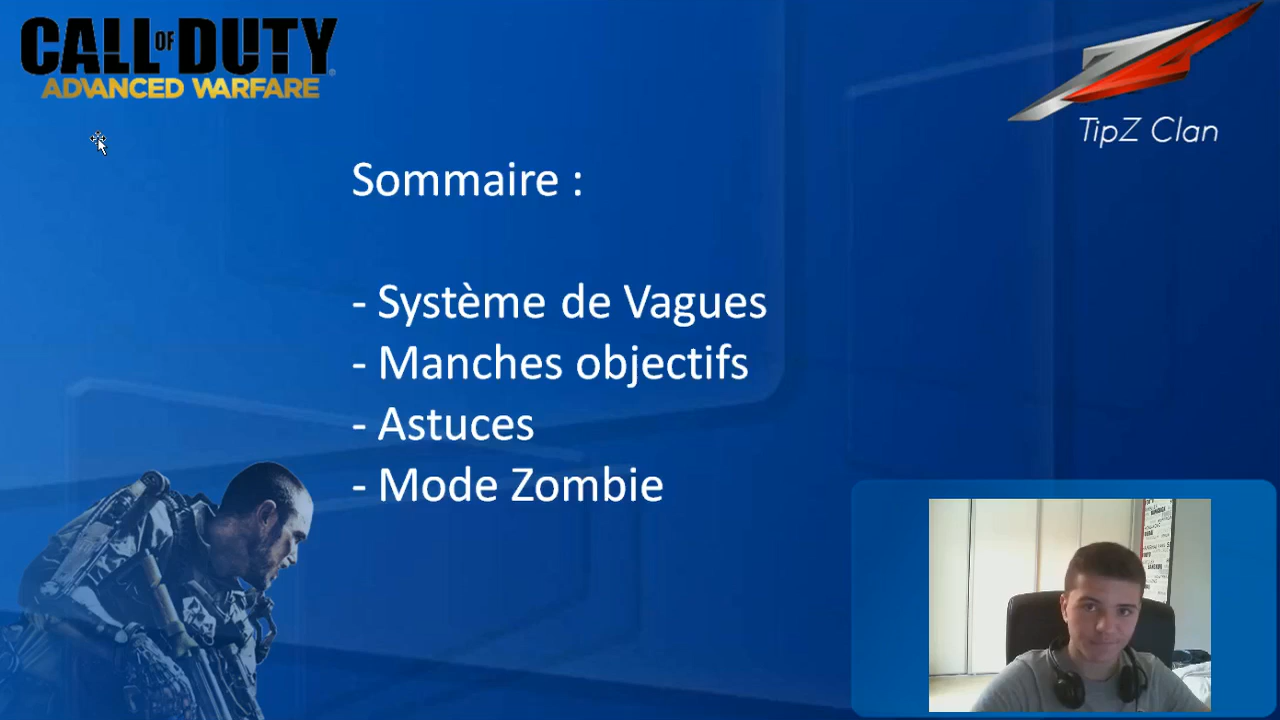 CALL OF DUTY
ADVANCED WARFARE
TipZ Clan
Sommaire :
- Système de Vagues
- Manches objectifs
- Astuces
- Mode Zombie